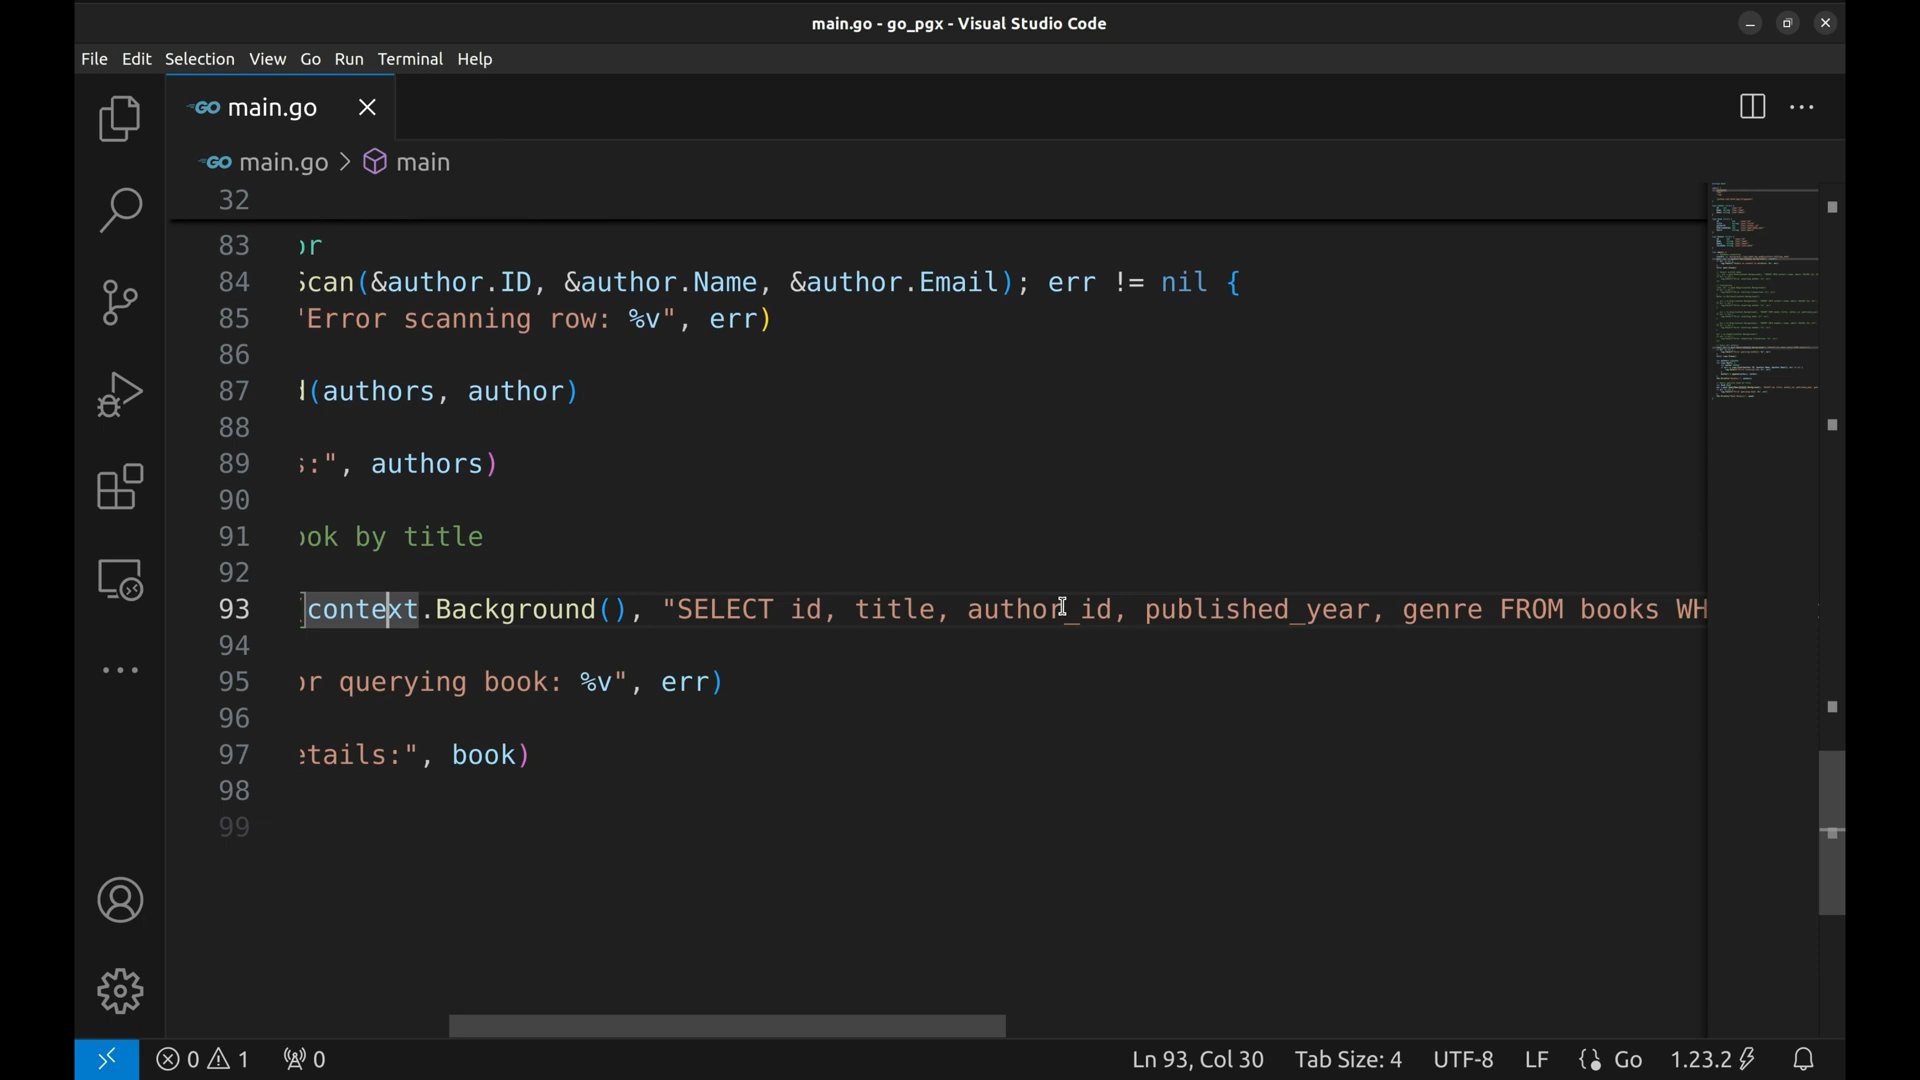 main.go - go_pgx - Visual Studio Code
File Edit Selection View Go Run Terminal Help
GO main.go
GO main.go > main
32
83 or
84 Scan(&author.ID, &author.Name, &author.Email); err != nil {
85 "Error scanning row: %v", err)
86
87 d(authors, author)
88
89 s:", authors)
90
91 ook by title
92
93 (context.Background(), "SELECT id, title, author_id, published_year, genre FROM books WH
94
95 or querying book: %v", err)
96
97 etails:", book)
98
99
0 1 0 Ln 93, Col 30 Tab Size: 4 UTF-8 LF {} Go 1.23.2